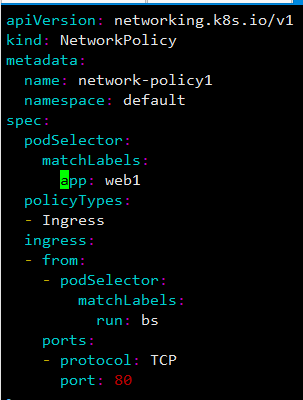 apiVersion: networking.k8s.io/v1
kind: NetworkPolicy
metadata:
  name: network-policy1
  namespace: default
spec:
  podSelector:
    matchLabels:
      app: web1
  policyTypes:
  - Ingress
  ingress:
  - from:
    - podSelector:
        matchLabels:
          run: bs
    ports:
    - protocol: TCP
      port: 80